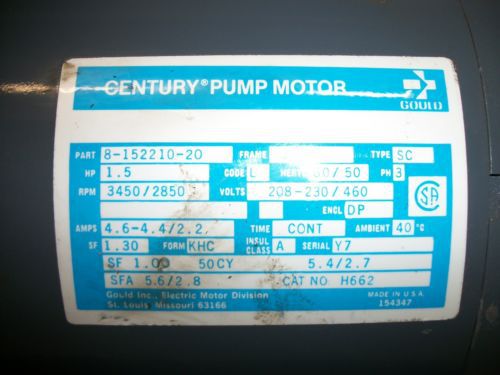 CENTURY® PUMP MOTOR
GOULD
PART 8-152210-20 FRAME TYPE SC
HP 1.5 CODE HERTZ 60/50 PH 3
RPM 3450/2850 VOLTS 208-230/460
ENCL DP
AMPS 4.6-4.4/2.2 TIME CONT AMBIENT 40 °C
SF 1.30 FORM KHC INSUL CLASS A SERIAL Y7
SF 1.00 50CY 5.4/2.7
SFA 5.6/2.8 CAT NO H662
Gould Inc., Electric Motor Division
St. Louis, Missouri 63166
MADE IN U.S.A.
154347